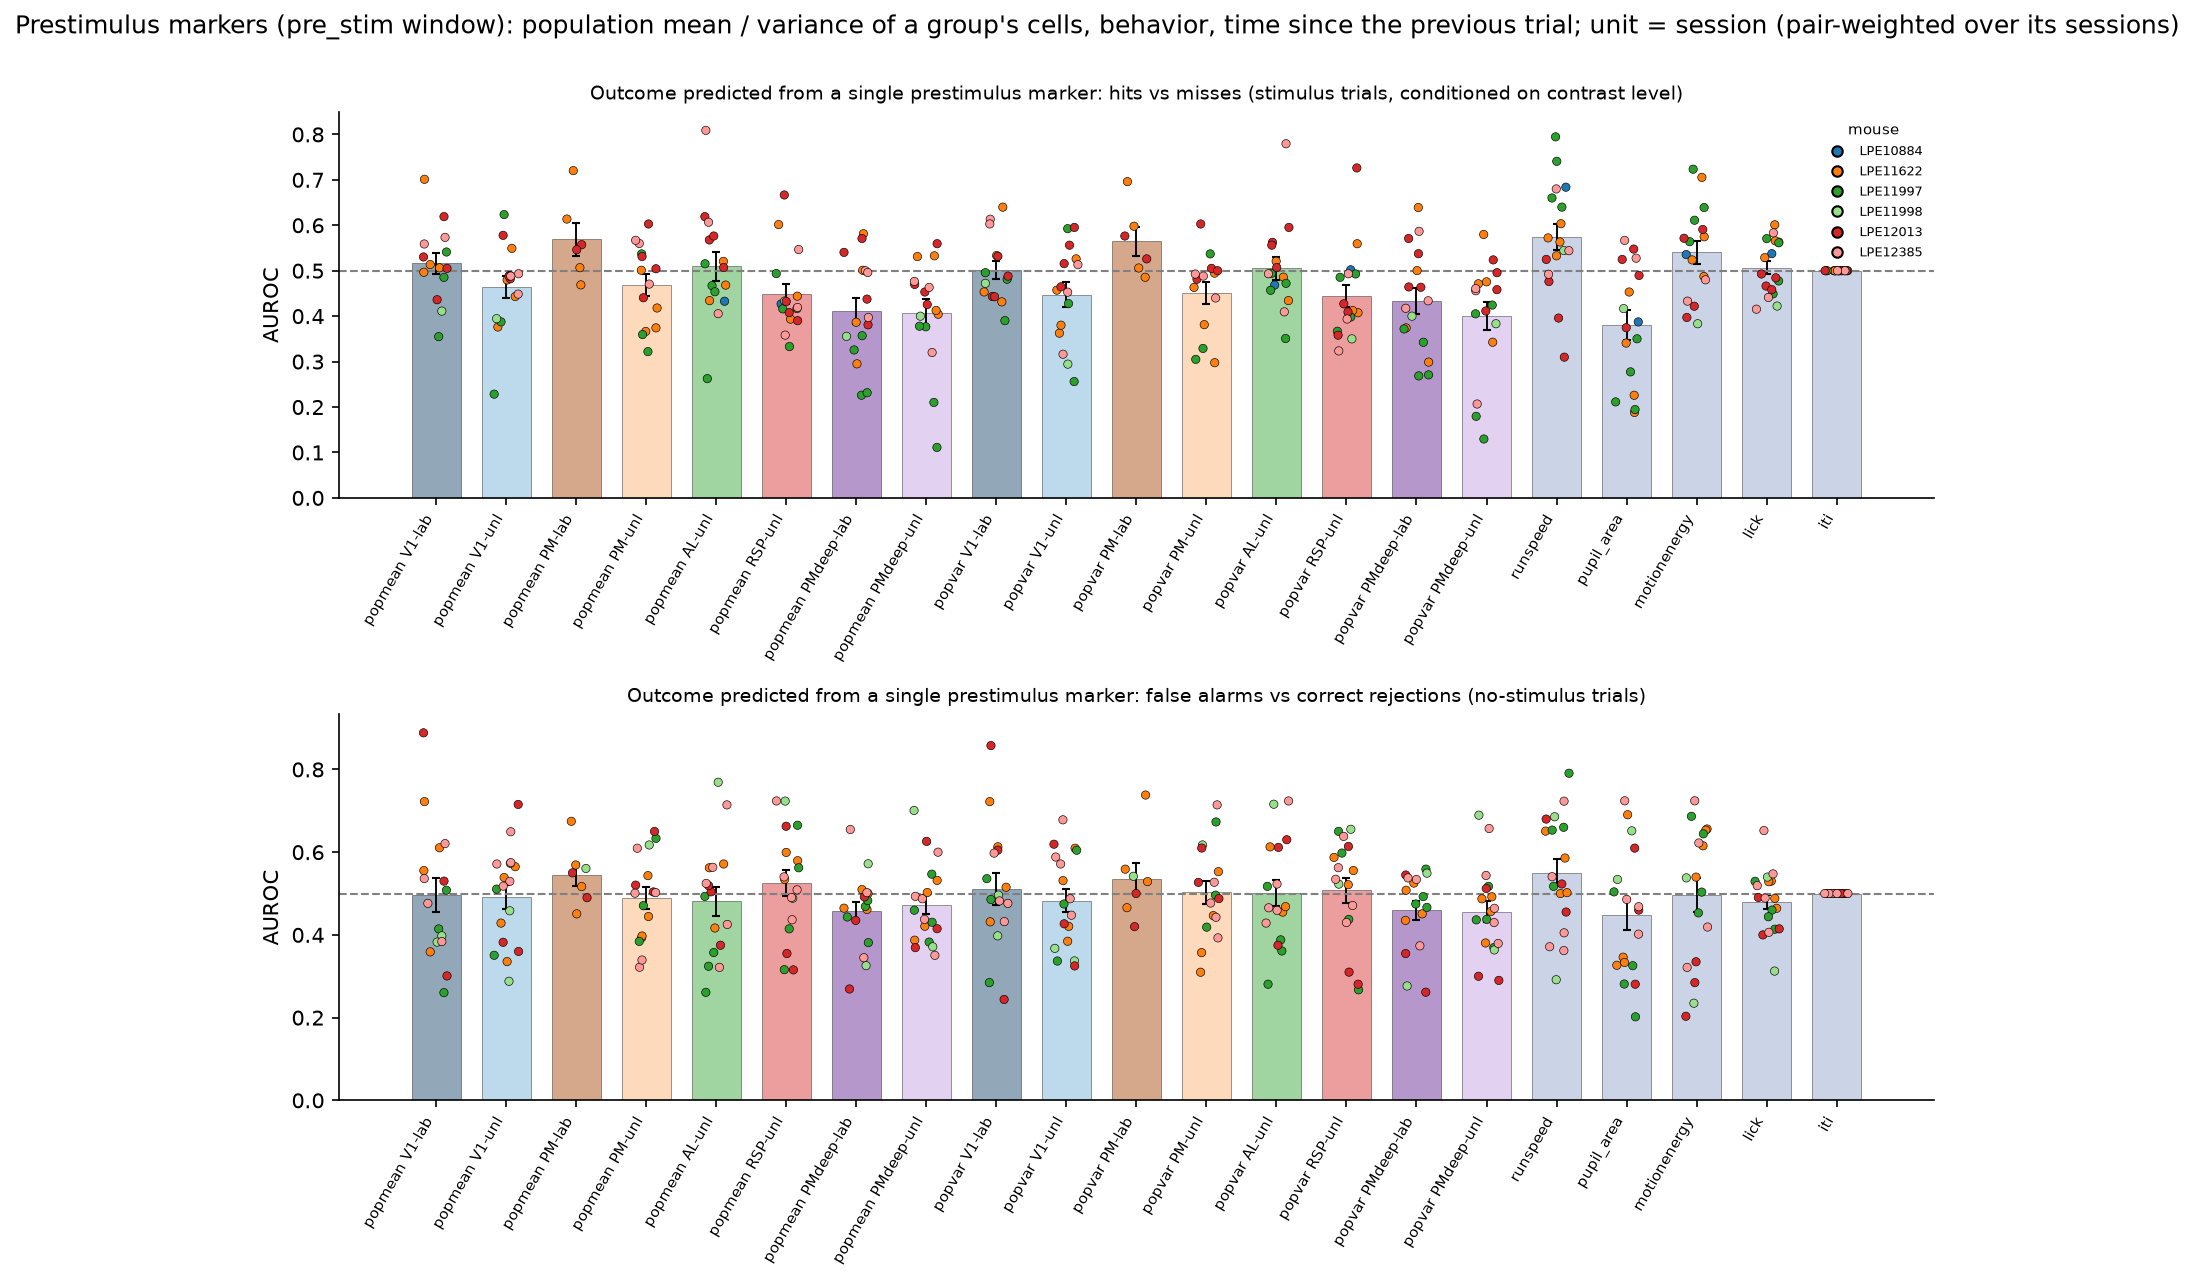 Prestimulus markers (pre_stim window): population mean / variance of a group's cells, behavior, time since the previous trial; unit = session (pair-weighted over its sessions)
Outcome predicted from a single prestimulus marker: hits vs misses (stimulus trials, conditioned on contrast level)
AUROC
0.8
0.7
0.6
0.5
0.4
0.3
0.2
0.1
0.0
mouse
LPE10884
LPE11622
LPE11997
LPE11998
LPE12013
LPE12385
popmean V1-lab
popmean V1-unl
popmean PM-lab
popmean PM-unl
popmean AL-unl
popmean RSP-unl
popmean PMdeep-lab
popmean PMdeep-unl
popvar V1-lab
popvar V1-unl
popvar PM-lab
popvar PM-unl
popvar AL-unl
popvar RSP-unl
popvar PMdeep-lab
popvar PMdeep-unl
runspeed
pupil_area
motionenergy
lick
iti
Outcome predicted from a single prestimulus marker: false alarms vs correct rejections (no-stimulus trials)
AUROC
0.8
0.6
0.4
0.2
0.0
popmean V1-lab
popmean V1-unl
popmean PM-lab
popmean PM-unl
popmean AL-unl
popmean RSP-unl
popmean PMdeep-lab
popmean PMdeep-unl
popvar V1-lab
popvar V1-unl
popvar PM-lab
popvar PM-unl
popvar AL-unl
popvar RSP-unl
popvar PMdeep-lab
popvar PMdeep-unl
runspeed
pupil_area
motionenergy
lick
iti